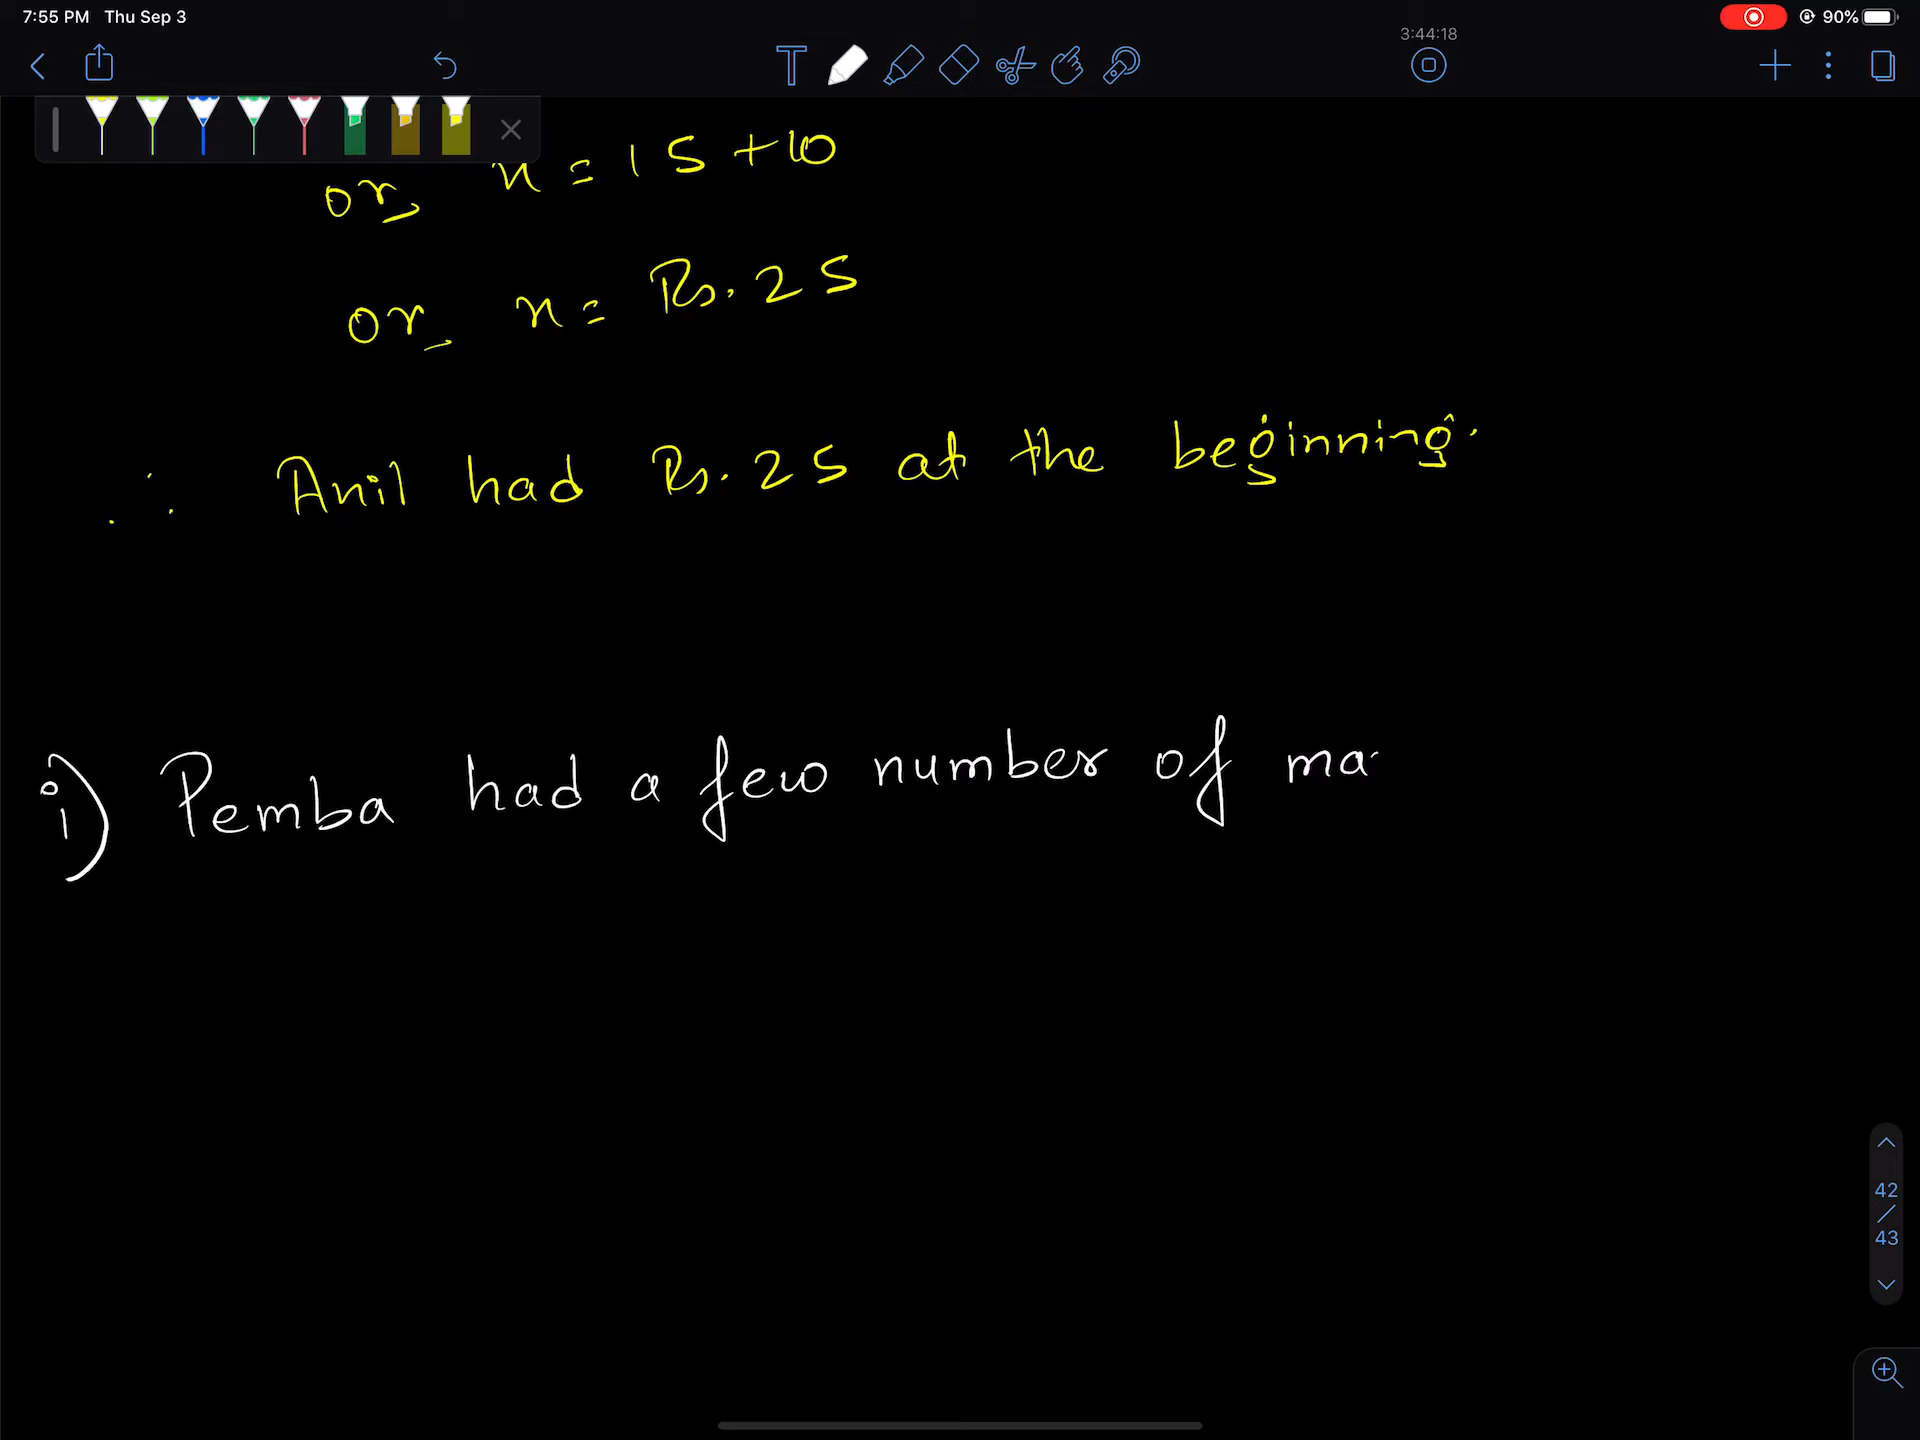 7:55 PM Thu Sep 3
90%
3:44:18
T
or, x = 15 + 10
or, x = Rs. 25
∴ Anil had Rs. 25 at the beginning.
i) Pemba had a few number of ma
42
/
43